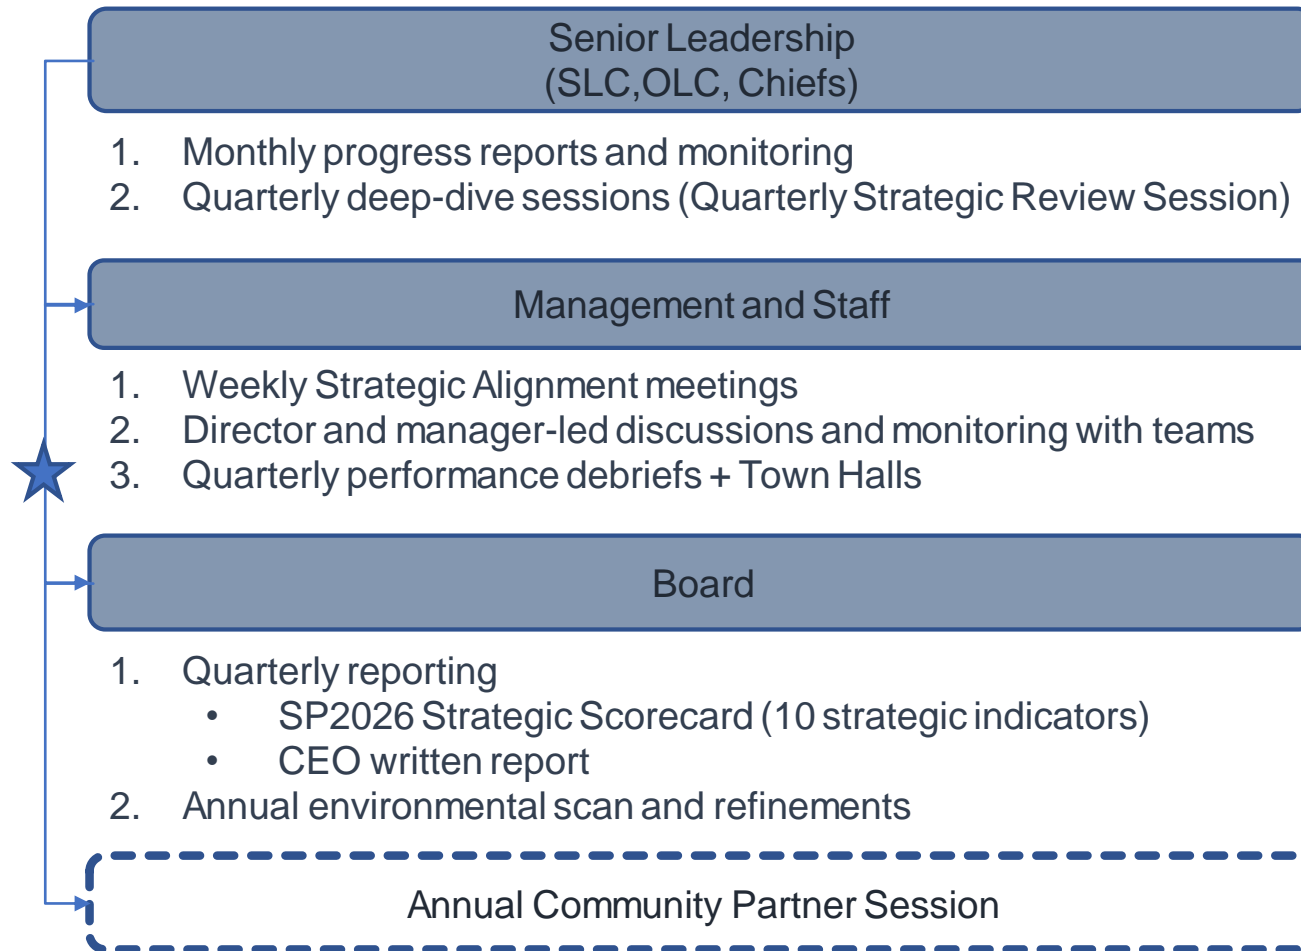 Senior Leadership
(SLC,OLC, Chiefs)
1. Monthly progress reports and monitoring
2. Quarterly deep-dive sessions (Quarterly Strategic Review Session)
Management and Staff
1. Weekly Strategic Alignment meetings
2. Director and manager-led discussions and monitoring with teams
3. Quarterly performance debriefs + Town Halls
Board
1. Quarterly reporting
• SP2026 Strategic Scorecard (10 strategic indicators)
• CEO written report
2. Annual environmental scan and refinements
Annual Community Partner Session